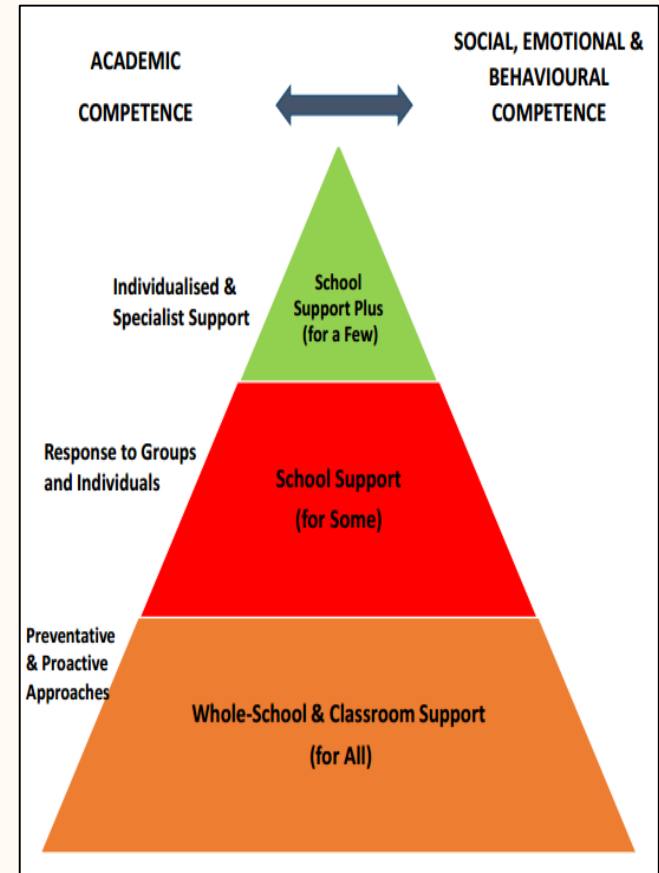 ACADEMIC
COMPETENCE
SOCIAL, EMOTIONAL &
BEHAVIOURAL
COMPETENCE
Individualised &
Specialist Support
School
Support Plus
(for a Few)
Response to Groups
and Individuals
School Support
(for Some)
Preventative
& Proactive
Approaches
Whole-School & Classroom Support
(for All)